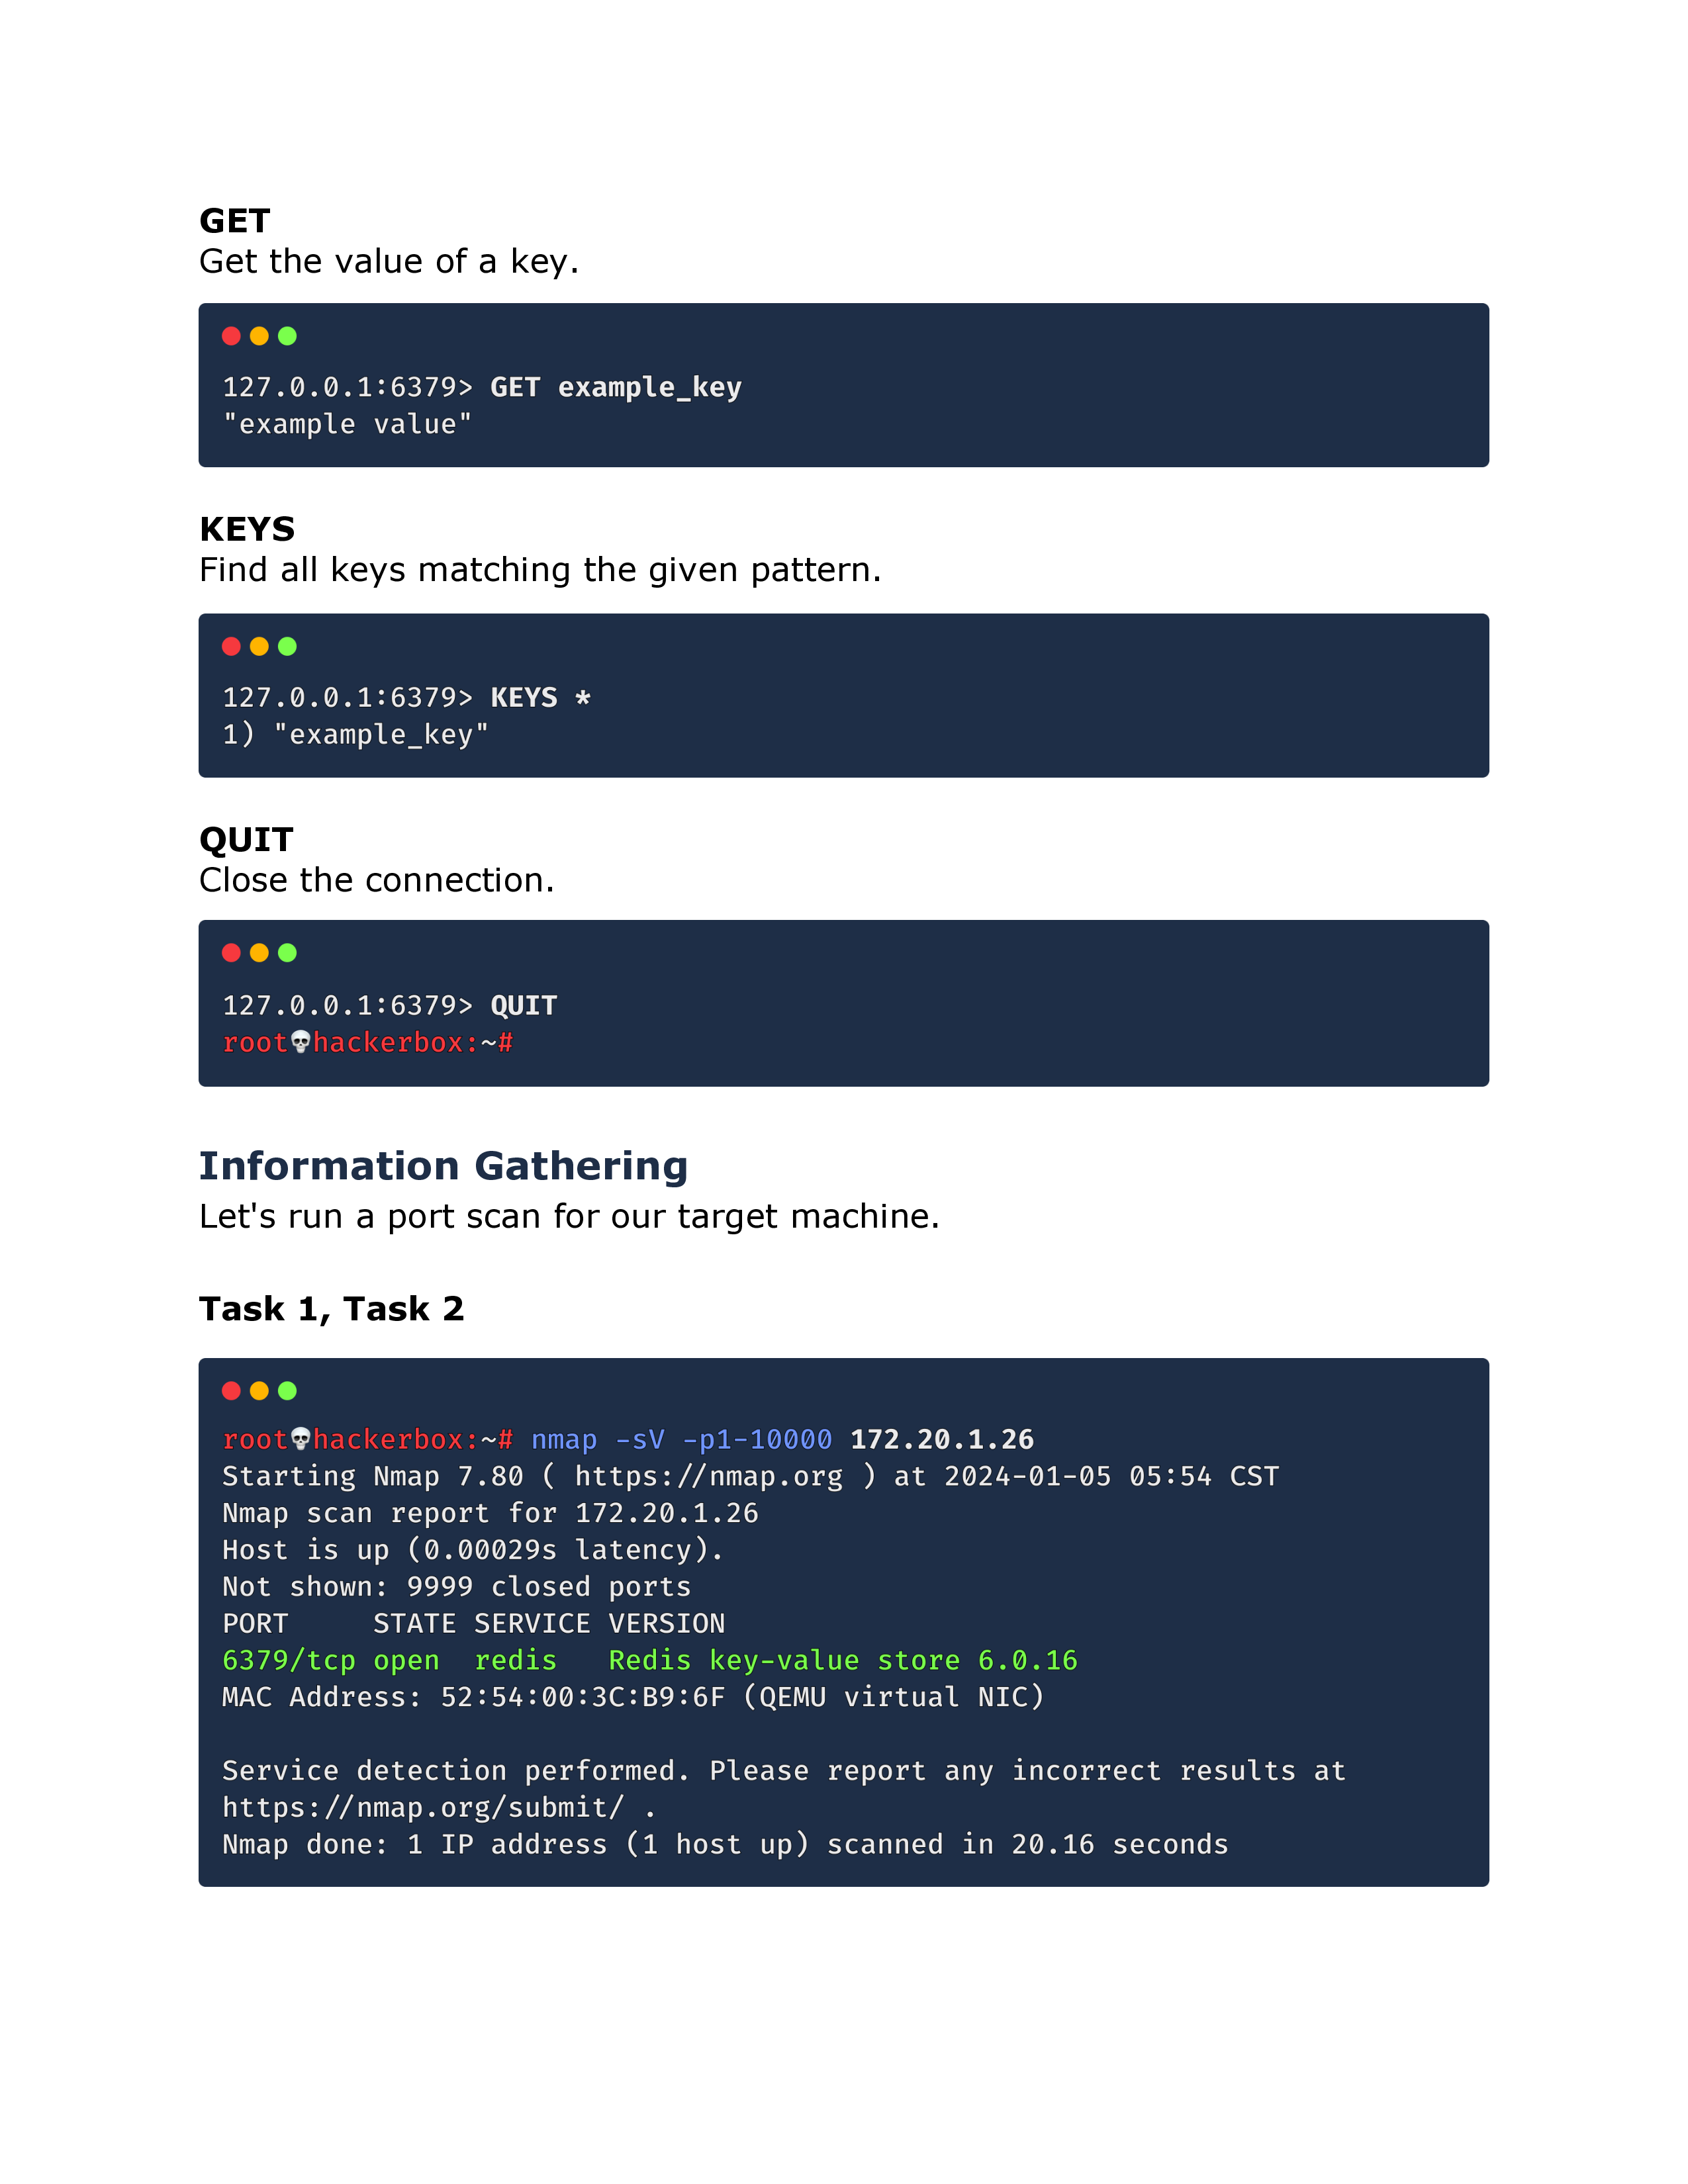 GET
Get the value of a key.
127.0.0.1:6379> GET example_key
"example value"
KEYS
Find all keys matching the given pattern.
127.0.0.1:6379> KEYS *
1) "example_key"
QUIT
Close the connection.
127.0.0.1:6379> QUIT
root💀hackerbox:~#
Information Gathering
Let's run a port scan for our target machine.
Task 1, Task 2
root💀hackerbox:~# nmap -sV -p1-10000 172.20.1.26
Starting Nmap 7.80 ( https://nmap.org ) at 2024-01-05 05:54 CST
Nmap scan report for 172.20.1.26
Host is up (0.00029s latency).
Not shown: 9999 closed ports
PORT     STATE SERVICE VERSION
6379/tcp open  redis   Redis key-value store 6.0.16
MAC Address: 52:54:00:3C:B9:6F (QEMU virtual NIC)
Service detection performed. Please report any incorrect results at
https://nmap.org/submit/ .
Nmap done: 1 IP address (1 host up) scanned in 20.16 seconds